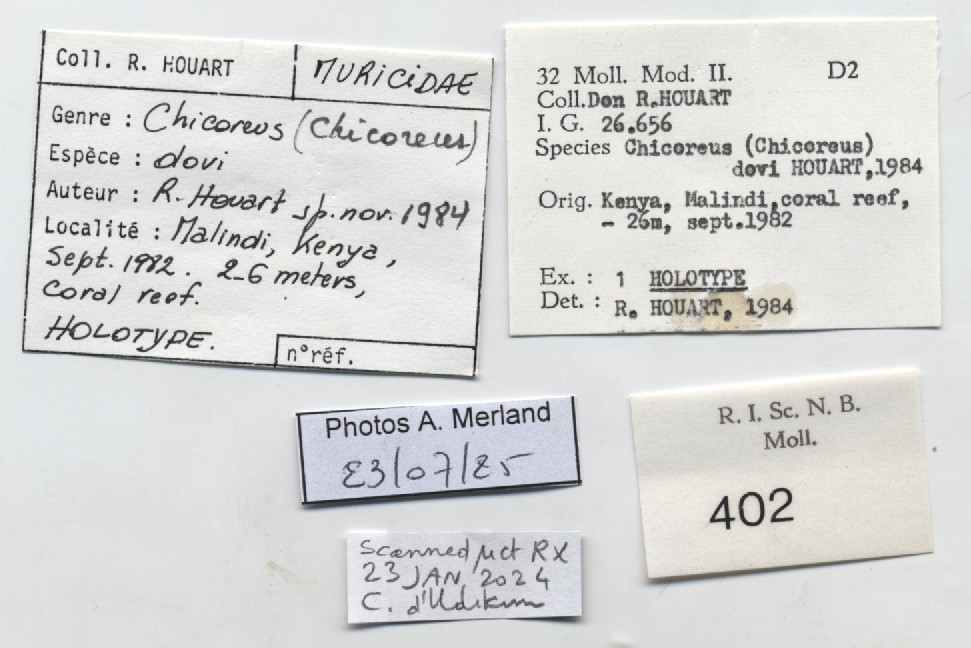 Coll. R. HOUART
MURICIDAE
Genre : Chicoreus (Chicoreus)
Espèce : dovi
Auteur : R. Houart sp. nov. 1984
Localité : Malindi, Kenya,
Sept. 1982. 2-6 meters,
Coral reef.
HOLOTYPE.
n°réf.
32 Moll. Mod. II. D2
Coll.Don R.HOUART
I. G. 26.656
Species Chicoreus (Chicoreus)
dovi HOUART,1984
Orig. Kenya, Malindi,coral reef,
- 26m, sept.1982
Ex. : 1 HOLOTYPE
Det. : R. HOUART, 1984
Photos A. Merland
23/07/25
R. I. Sc. N. B.
Moll.
402
Scanned µct RX
23 JAN 2024
C. d'Udekem